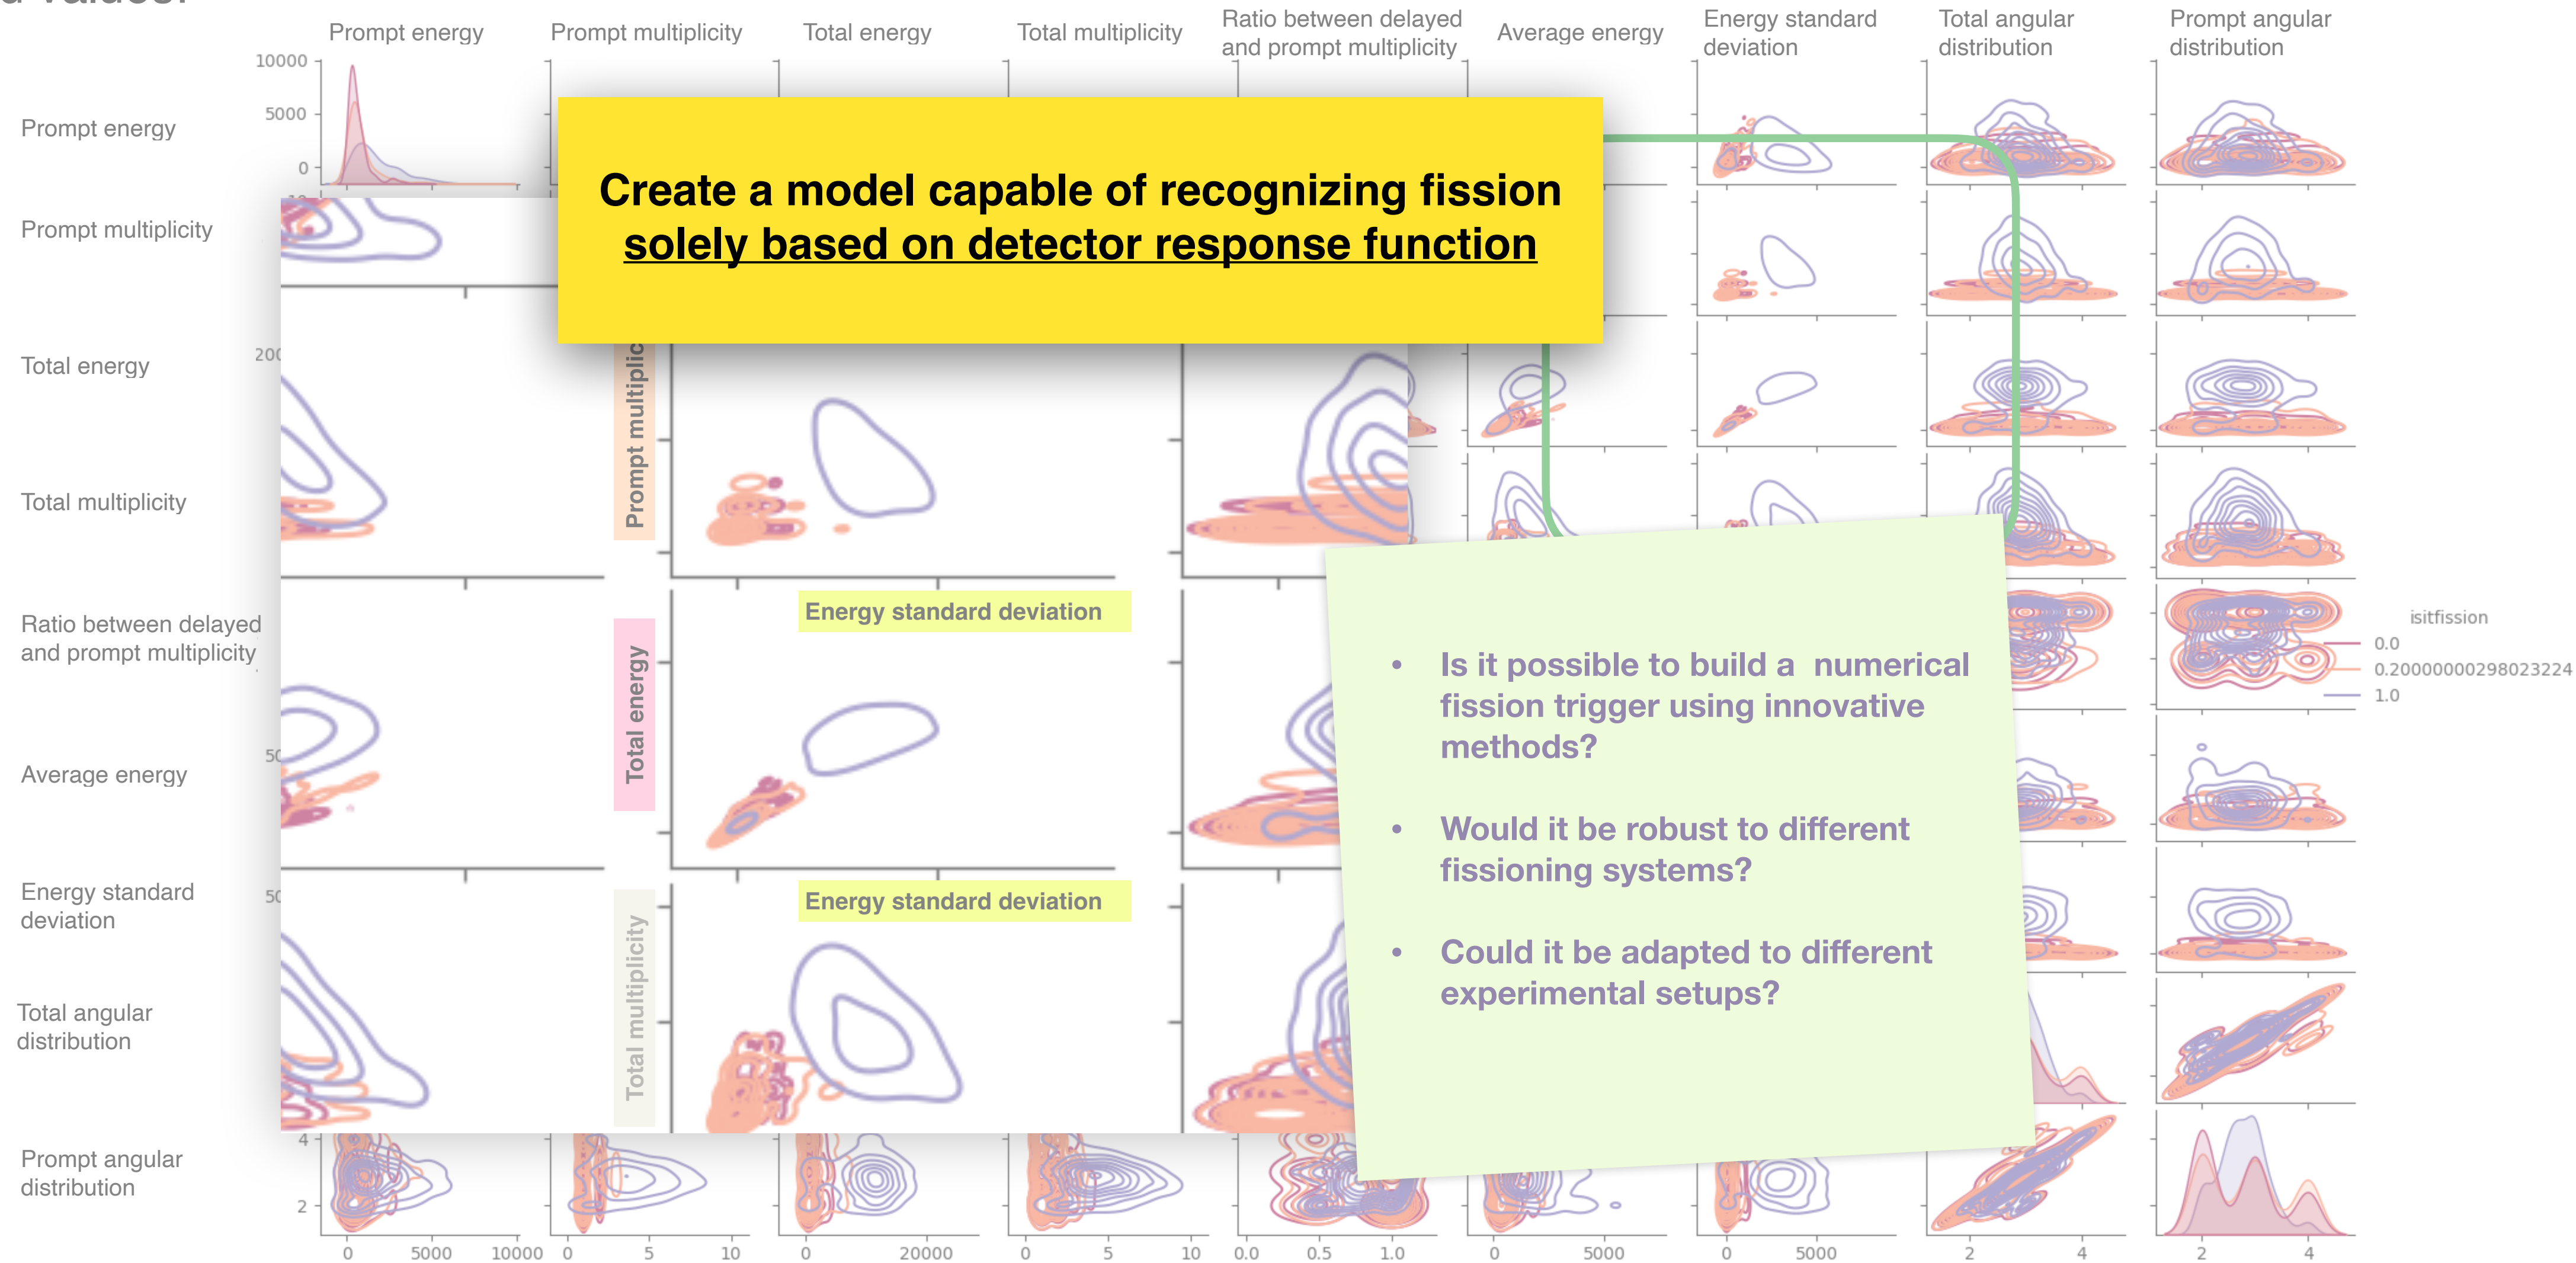 Prompt energy
Prompt multiplicity
Total energy
Total multiplicity
Ratio between delayed
and prompt multiplicity
Average energy
Energy standard
deviation
Total angular
distribution
Prompt angular
distribution
10000
5000
0
Prompt energy
Prompt multiplicity
Total energy
Total multiplicity
Ratio between delayed
and prompt multiplicity
Average energy
Energy standard
deviation
Total angular
distribution
Prompt angular
distribution
Create a model capable of recognizing fission
solely based on detector response function
Prompt multiplic
Total energy
Total multiplicity
Energy standard deviation
Energy standard deviation
• Is it possible to build a numerical
fission trigger using innovative
methods?
• Would it be robust to different
fissioning systems?
• Could it be adapted to different
experimental setups?
isitfission
0.0
0.20000000298023224
1.0
4
2
0 5000 10000
0 5 10
0 20000
0 5 10
0.0 0.5 1.0
0 5000
0 5000
2 4
2 4